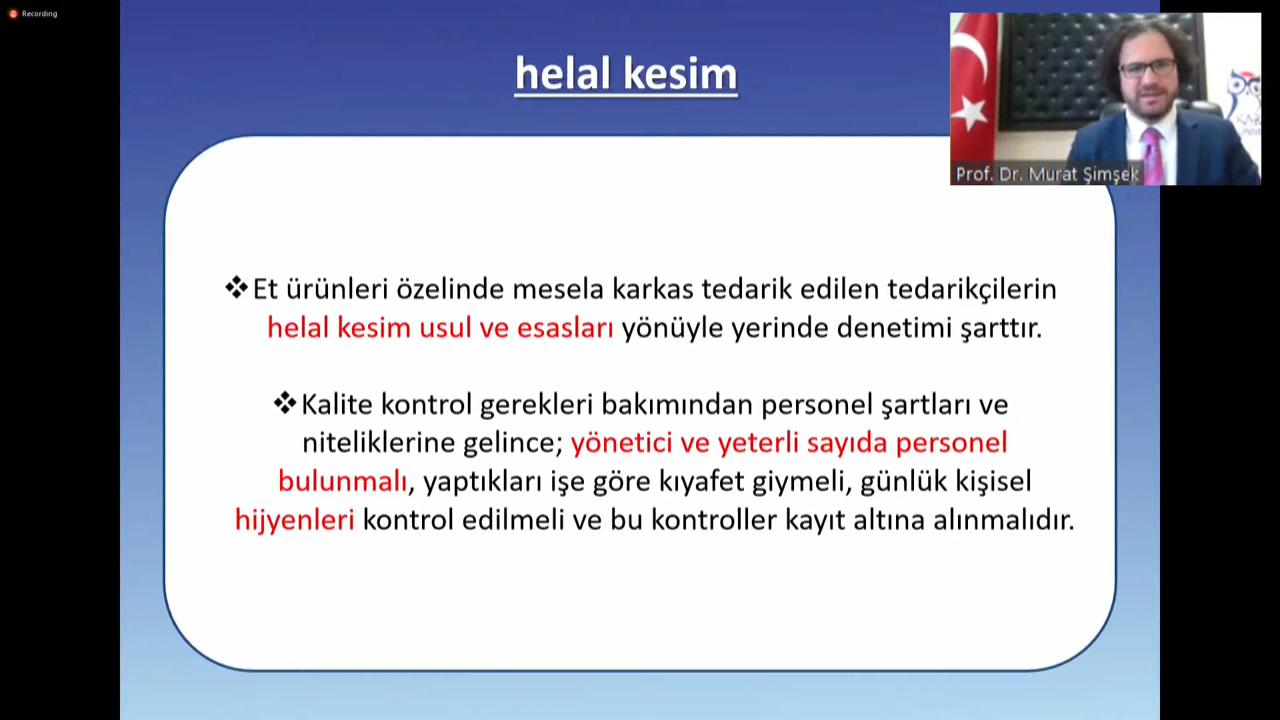 Recording
helal kesim
Prof. Dr. Murat Şimşek
❖Et ürünleri özelinde mesela karkas tedarik edilen tedarikçilerin
helal kesim usul ve esasları yönüyle yerinde denetimi şarttır.
❖Kalite kontrol gerekleri bakımından personel şartları ve
niteliklerine gelince; yönetici ve yeterli sayıda personel
bulunmalı, yaptıkları işe göre kıyafet giymeli, günlük kişisel
hijyenleri kontrol edilmeli ve bu kontroller kayıt altına alınmalıdır.